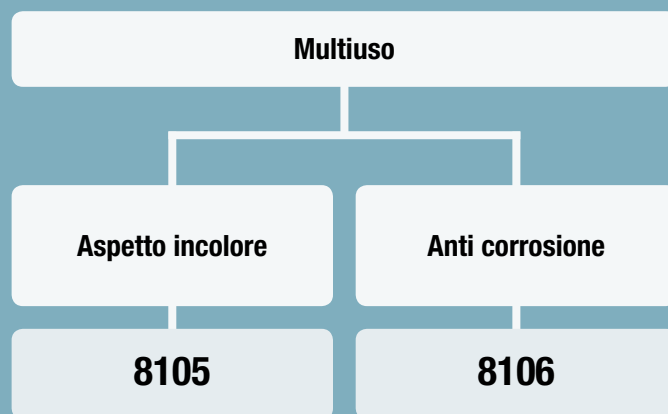 Multiuso
Aspetto incolore
Anti corrosione
8105
8106